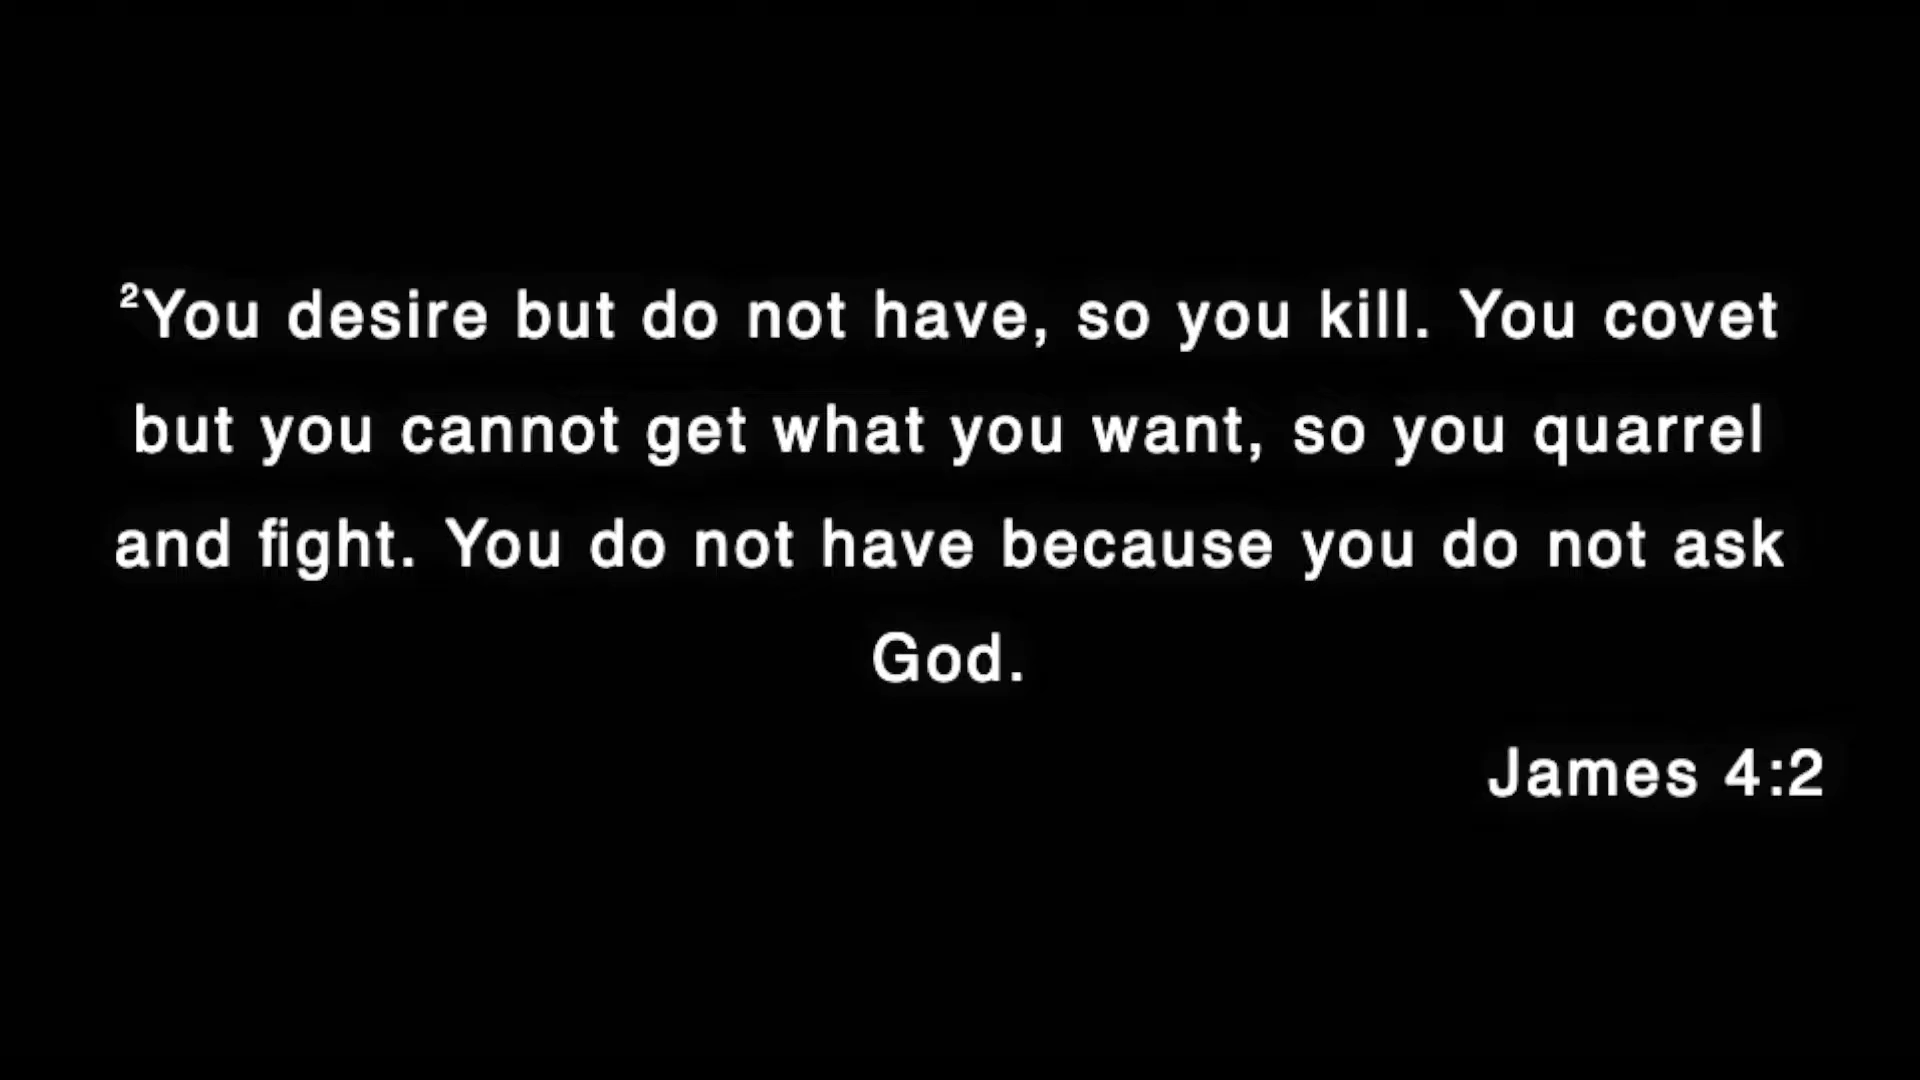 ²You desire but do not have, so you kill. You covet
but you cannot get what you want, so you quarrel
and fight. You do not have because you do not ask
God.
James 4:2